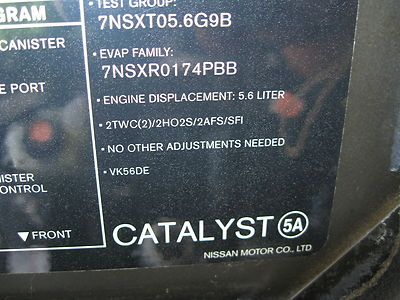 GRAM
CANISTER
E PORT
ISTER
CONTROL
▼ FRONT
• TEST GROUP:
7NSXT05.6G9B
• EVAP FAMILY:
7NSXR0174PBB
• ENGINE DISPLACEMENT: 5.6 LITER
• 2TWC(2)/2HO2S/2AFS/SFI
• NO OTHER ADJUSTMENTS NEEDED
• VK56DE
CATALYST 5A
NISSAN MOTOR CO., LTD